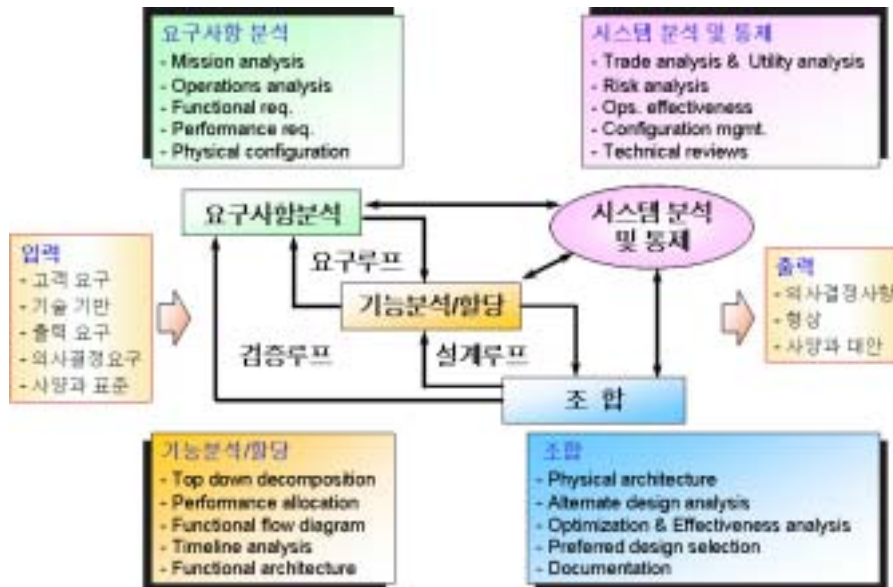 요구사항 분석
- Mission analysis
- Operations analysis
- Functional req.
- Performance req.
- Physical configuration
시스템 분석 및 통제
- Trade analysis & Utility analysis
- Risk analysis
- Ops. effectiveness
- Configuration mgmt.
- Technical reviews
입력
- 고객 요구
- 기술 기반
- 출력 요구
- 의사결정요구
- 사양과 표준
요구사항분석
시스템 분석
및 통제
요구루프
기능분석/할당
검증루프
설계루프
조 합
출력
- 의사결정사항
- 형상
- 사양과 대안
기능분석/할당
- Top down decomposition
- Performance allocation
- Functional flow diagram
- Timeline analysis
- Functional architecture
조합
- Physical architecture
- Alternate design analysis
- Optimization & Effectiveness analysis
- Preferred design selection
- Documentation